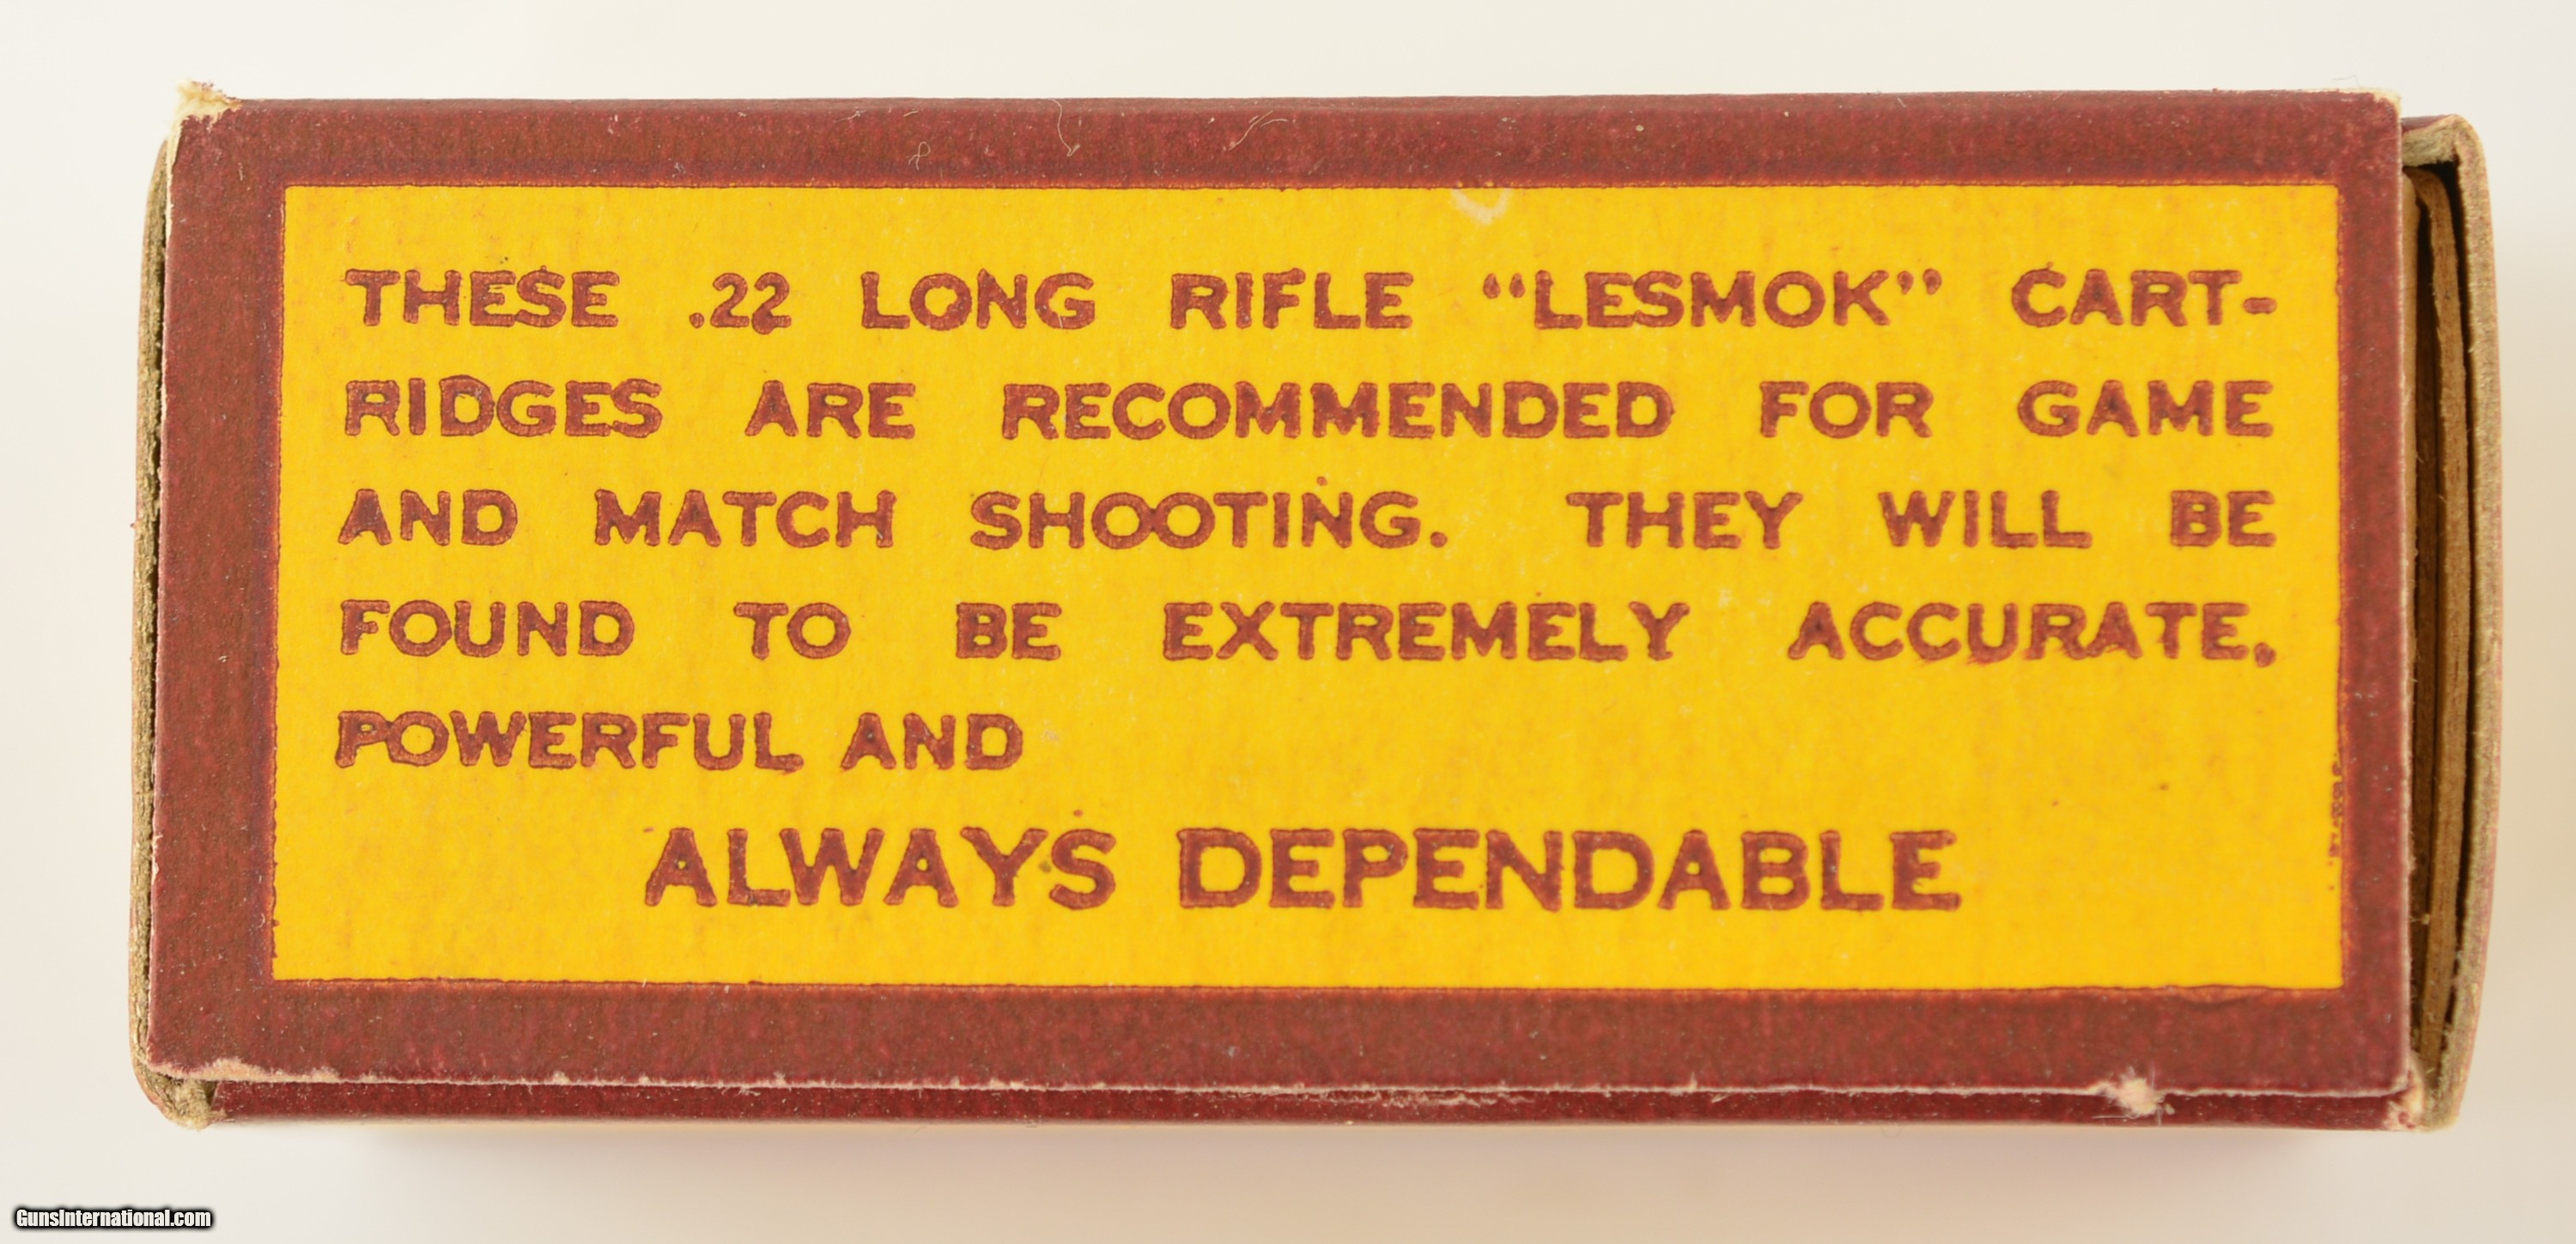 THESE .22 LONG RIFLE “LESMOK” CART-
RIDGES ARE RECOMMENDED FOR GAME
AND MATCH SHOOTING. THEY WILL BE
FOUND TO BE EXTREMELY ACCURATE,
POWERFUL AND
ALWAYS DEPENDABLE
GunsInternational.com